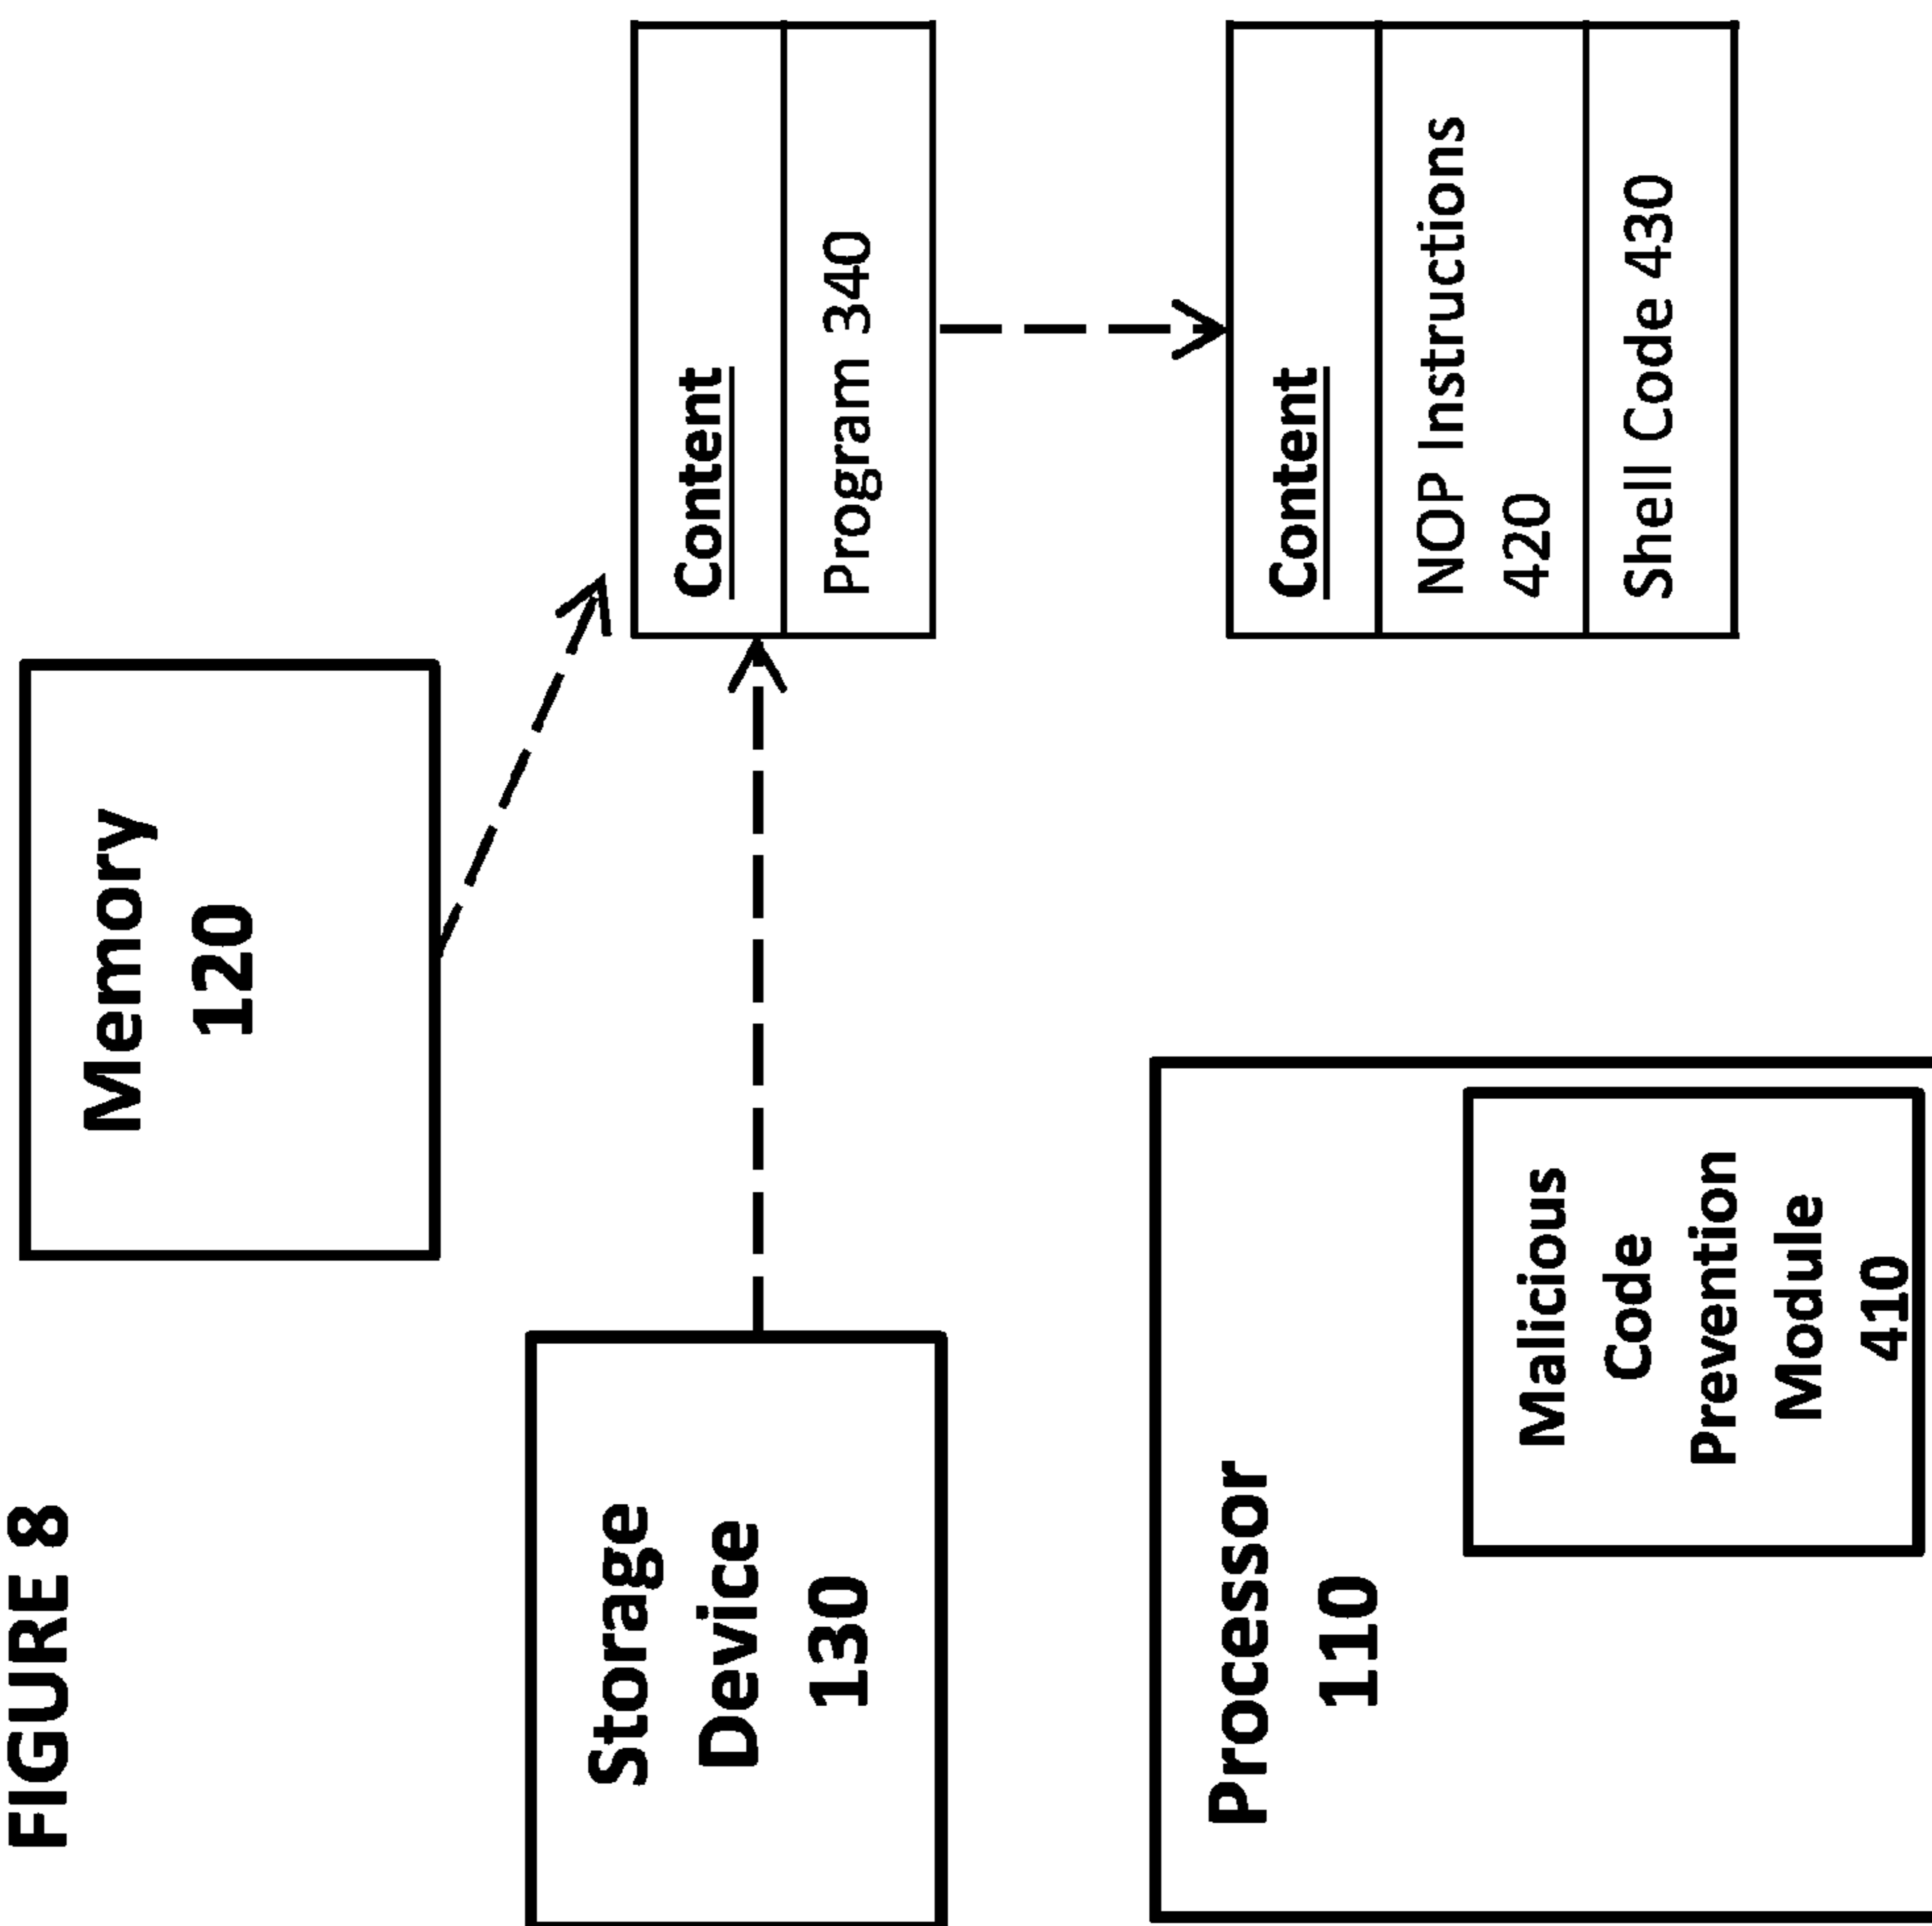 FIGURE 8
Memory
120
Storage
Device
130
Content
Program 340
Processor
110
Malicious
Code
Prevention
Module
410
Content
NOP Instructions
420
Shell Code 430